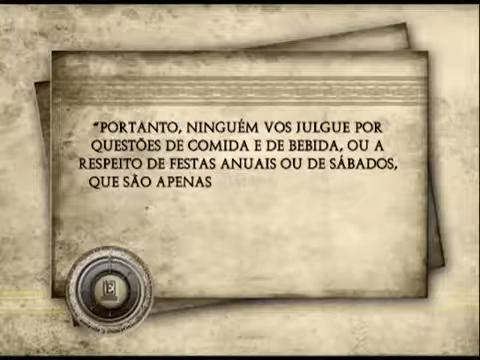 “PORTANTO, NINGUÉM VOS JULGUE POR
QUESTÕES DE COMIDA E DE BEBIDA, OU A
RESPEITO DE FESTAS ANUAIS OU DE SÁBADOS,
QUE SÃO APENAS
E